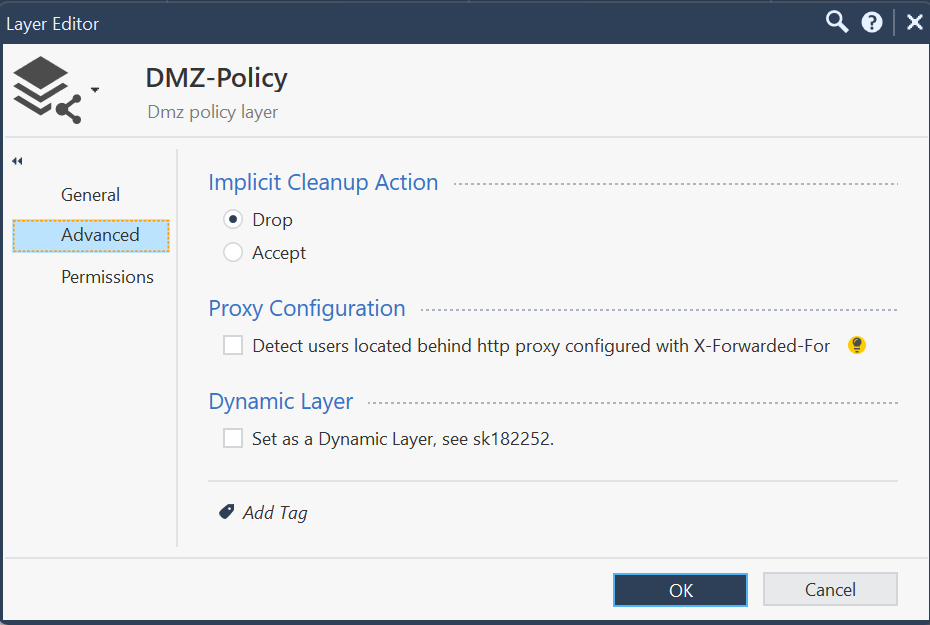 Layer Editor
DMZ-Policy
Dmz policy layer
General
Advanced
Permissions
Implicit Cleanup Action
Drop
Accept
Proxy Configuration
Detect users located behind http proxy configured with X-Forwarded-For
Dynamic Layer
Set as a Dynamic Layer, see sk182252.
Add Tag
OK
Cancel